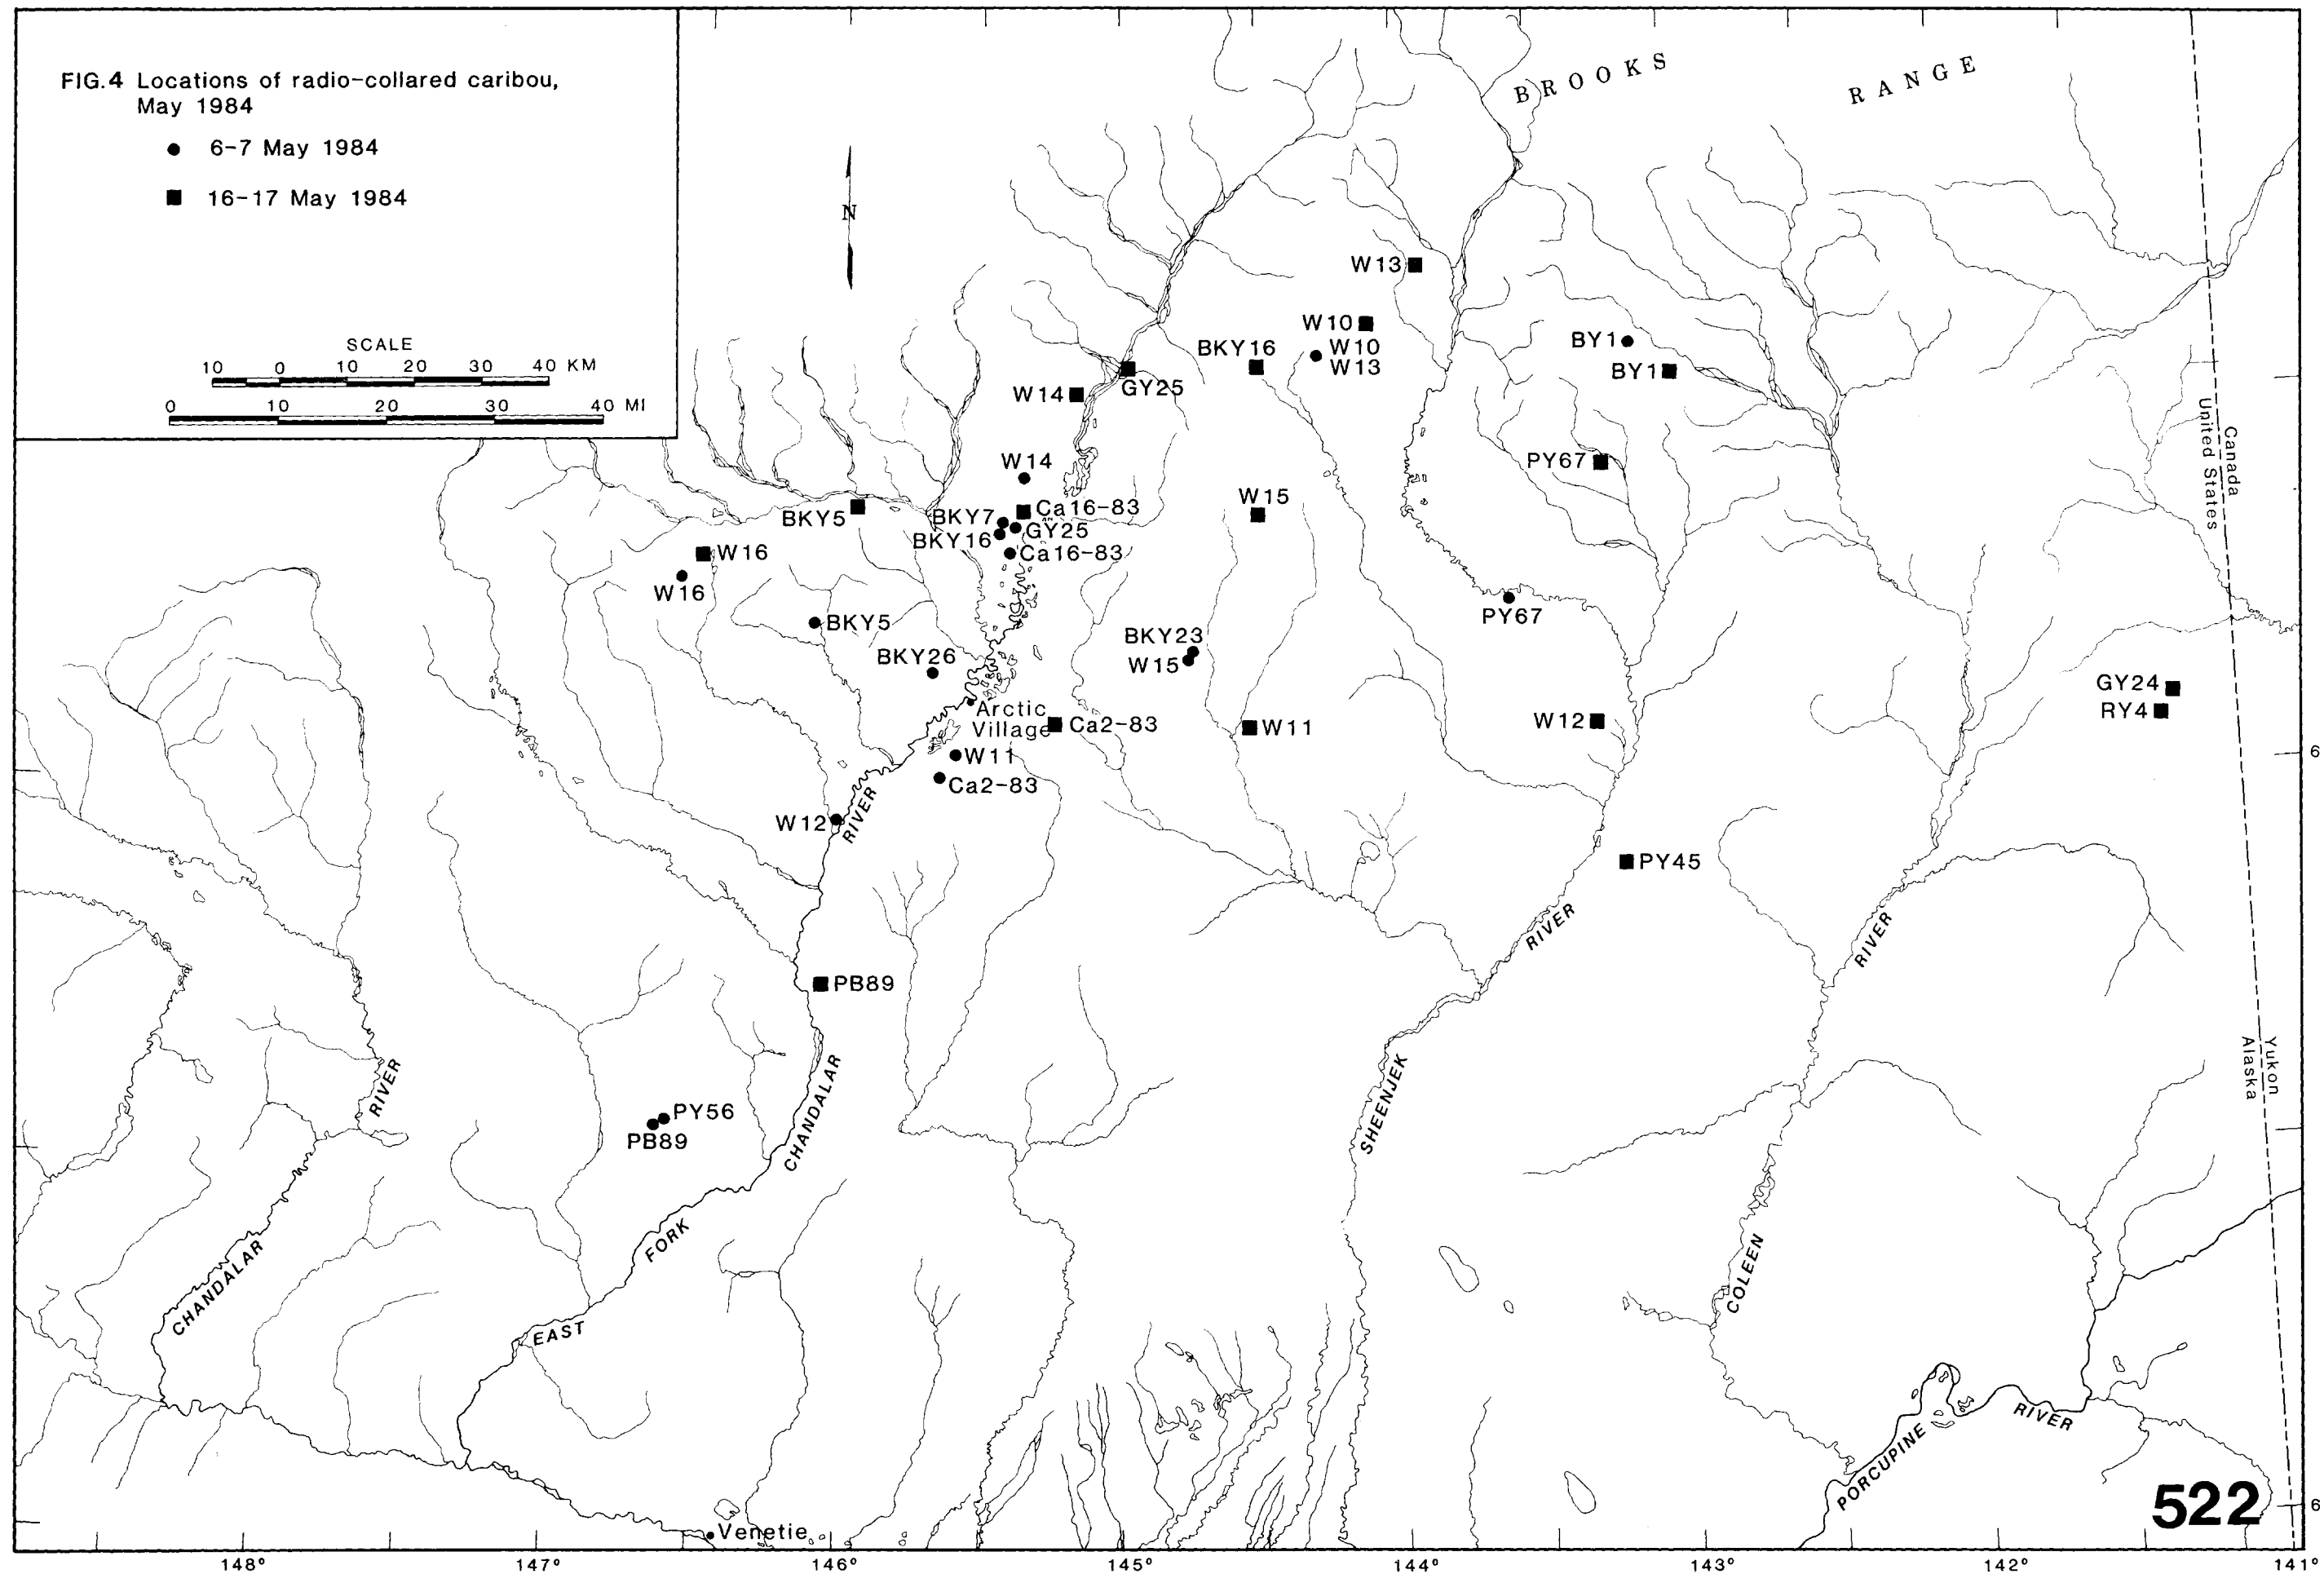 FIG.4 Locations of radio-collared caribou,
May 1984
6-7 May 1984
16-17 May 1984
SCALE
10 0 10 20 30 40 KM
0 10 20 30 40 MI
N
BROOKS RANGE
W13
W10
W10
W13
BKY16
BY1
BY1
GY25
W14
W14
PY67
Canada
United States
BKY5
BKY7
Ca16-83
GY25
BKY16
Ca16-83
W15
W16
W16
PY67
BKY5
BKY23
W15
BKY26
GY24
RY4
Arctic
Village
Ca2-83
W11
W12
W11
Ca2-83
6
W12
RIVER
PY45
RIVER
RIVER
PB89
RIVER
CHANDALAR
SHEENJEK
Yukon
Alaska
PY56
PB89
CHANDALAR
FORK
EAST
COLEEN
PORCUPINE
RIVER
522
6
Venetie
148° 147° 146° 145° 144° 143° 142° 141°